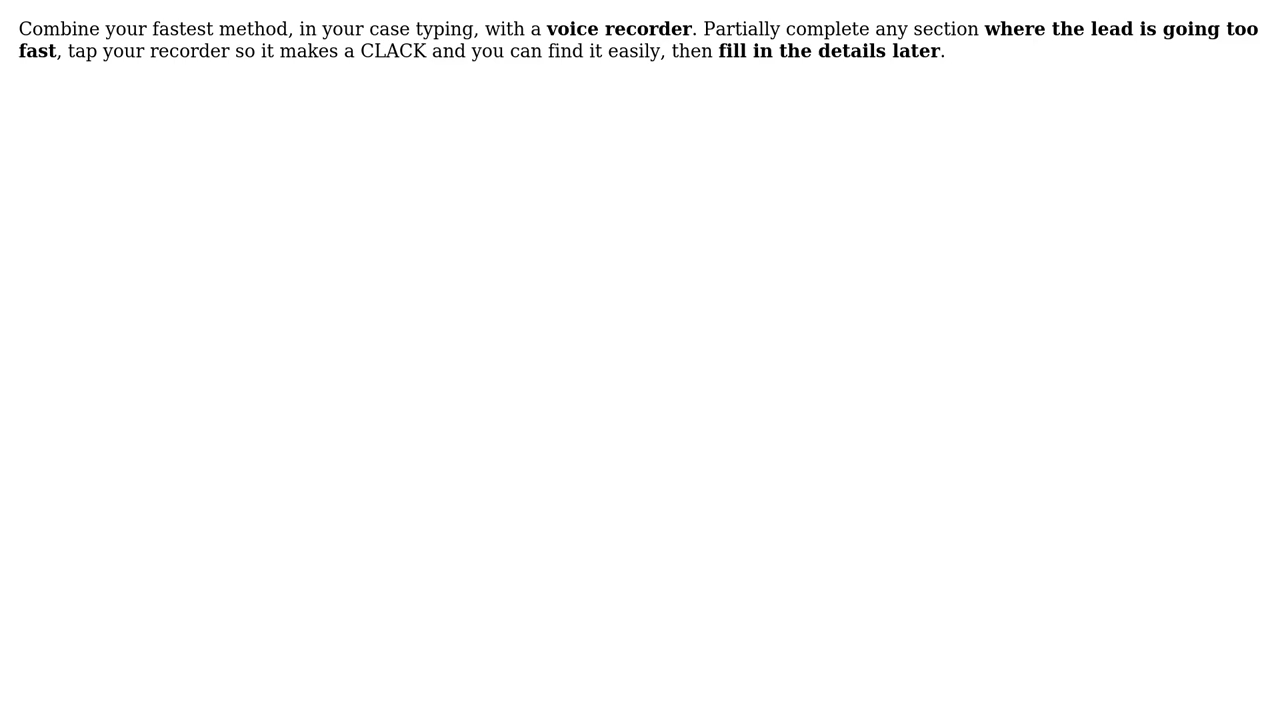 Combine your fastest method, in your case typing, with a voice recorder. Partially complete any section where the lead is going too
fast, tap your recorder so it makes a CLACK and you can find it easily, then fill in the details later.